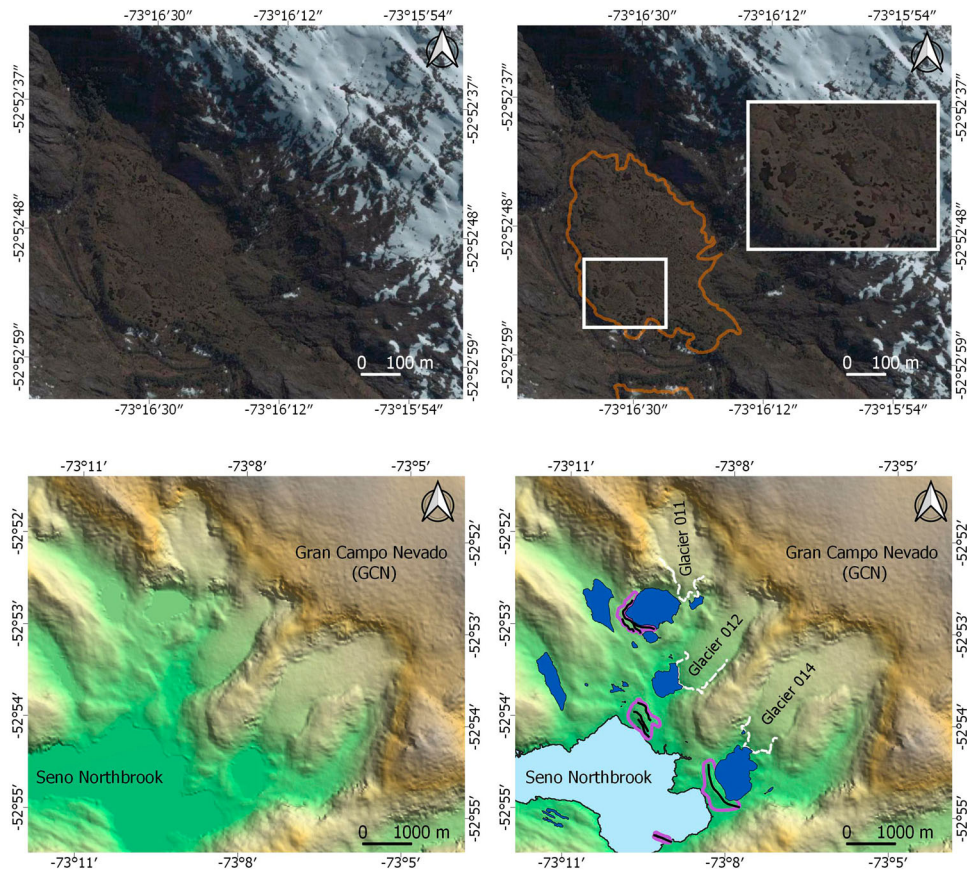 -73°16′30″ -73°16′12″ -73°15′54″
-52°52′37″
-52°52′48″
-52°52′59″
-52°52′37″
-52°52′48″
-52°52′59″
0 100 m
-73°16′30″ -73°16′12″ -73°15′54″
-73°16′30″ -73°16′12″ -73°15′54″
-52°52′37″
-52°52′48″
-52°52′59″
-52°52′37″
-52°52′48″
-52°52′59″
0 100 m
-73°16′30″ -73°16′12″ -73°15′54″
-73°11′ -73°8′ -73°5′
-52°52′
-52°53′
-52°54′
-52°55′
Gran Campo Nevado
(GCN)
Seno Northbrook
-52°52′
-52°53′
-52°54′
-52°55′
0 1000 m
-73°11′ -73°8′ -73°5′
-73°11′ -73°8′ -73°5′
-52°52′
-52°53′
-52°54′
-52°55′
Glacier 011
Gran Campo Nevado
(GCN)
Glacier 012
Glacier 014
Seno Northbrook
-52°52′
-52°53′
-52°54′
-52°55′
0 1000 m
-73°11′ -73°8′ -73°5′